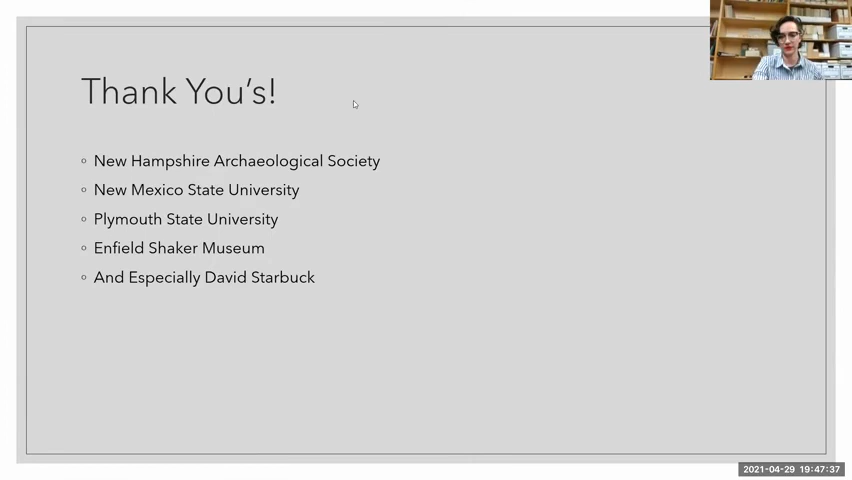 Thank You's!
◦ New Hampshire Archaeological Society
◦ New Mexico State University
◦ Plymouth State University
◦ Enfield Shaker Museum
◦ And Especially David Starbuck
2021-04-29 19:47:37